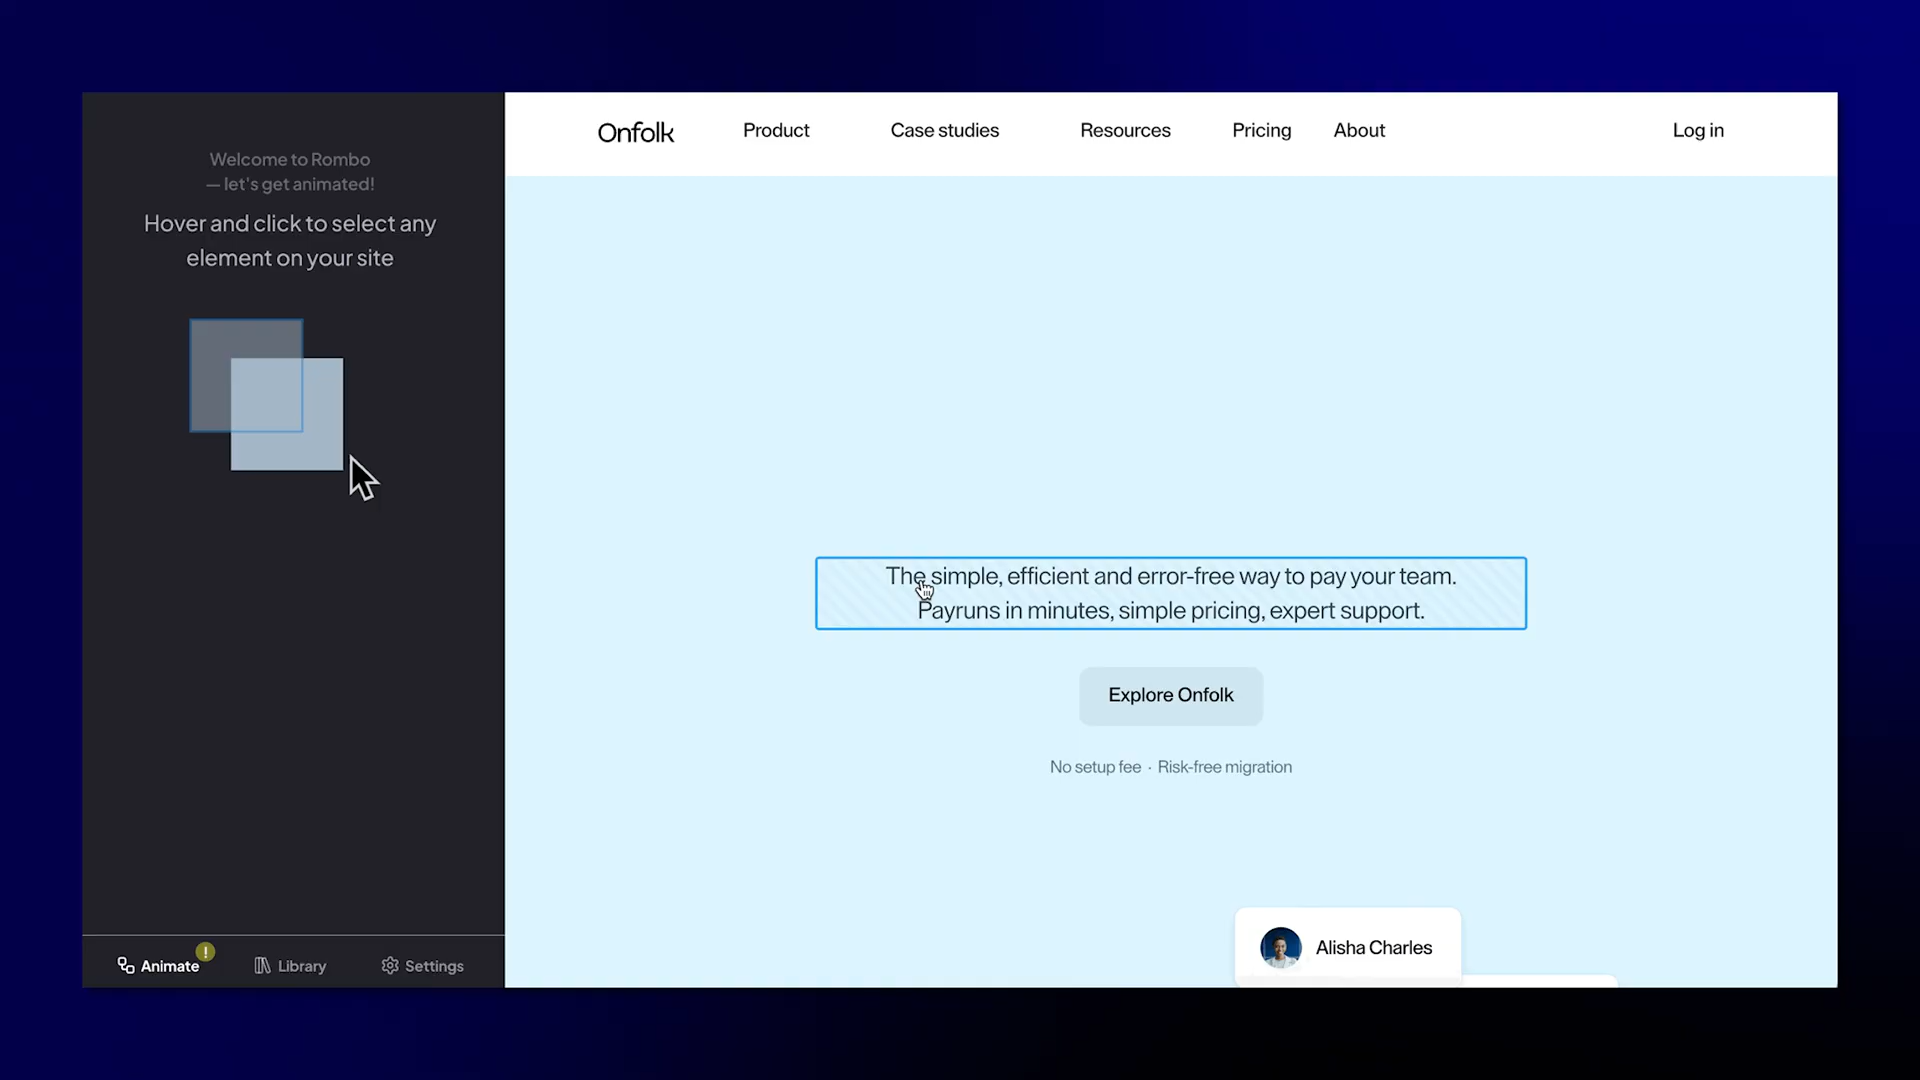 Welcome to Rombo
— let's get animated!
Hover and click to select any
element on your site
Animate
!
Library
Settings
Onfolk
Product
Case studies
Resources
Pricing
About
Log in
The simple, efficient and error-free way to pay your team.
Payruns in minutes, simple pricing, expert support.
Explore Onfolk
No setup fee · Risk-free migration
Alisha Charles